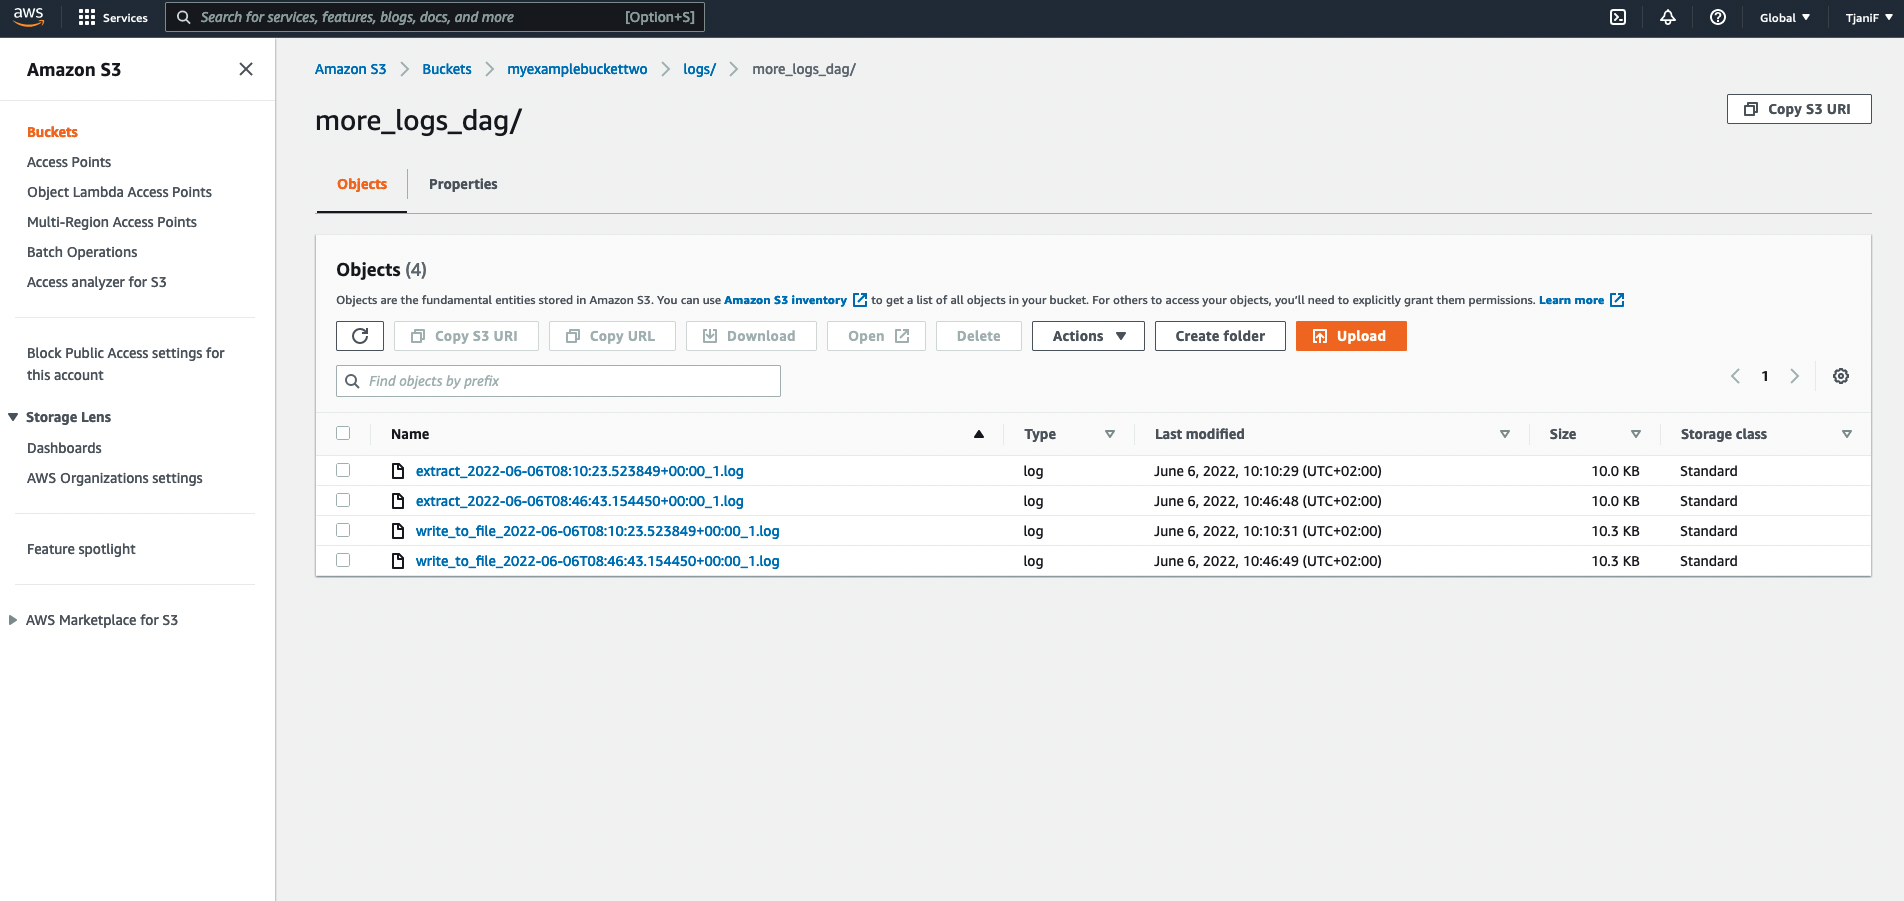 aws Services Search for services, features, blogs, docs, and more [Option+S] Global TjaniF
Amazon S3
Buckets
Access Points
Object Lambda Access Points
Multi-Region Access Points
Batch Operations
Access analyzer for S3
Block Public Access settings for
this account
Storage Lens
Dashboards
AWS Organizations settings
Feature spotlight
AWS Marketplace for S3
Amazon S3 Buckets myexamplebuckettwo logs/ more_logs_dag/
more_logs_dag/
Copy S3 URI
Objects Properties
Objects (4)
Objects are the fundamental entities stored in Amazon S3. You can use Amazon S3 inventory to get a list of all objects in your bucket. For others to access your objects, you'll need to explicitly grant them permissions. Learn more
Copy S3 URI Copy URL Download Open Delete Actions Create folder Upload
Find objects by prefix
1
Name Type Last modified Size Storage class
extract_2022-06-06T08:10:23.523849+00:00_1.log log June 6, 2022, 10:10:29 (UTC+02:00) 10.0 KB Standard
extract_2022-06-06T08:46:43.154450+00:00_1.log log June 6, 2022, 10:46:48 (UTC+02:00) 10.0 KB Standard
write_to_file_2022-06-06T08:10:23.523849+00:00_1.log log June 6, 2022, 10:10:31 (UTC+02:00) 10.3 KB Standard
write_to_file_2022-06-06T08:46:43.154450+00:00_1.log log June 6, 2022, 10:46:49 (UTC+02:00) 10.3 KB Standard